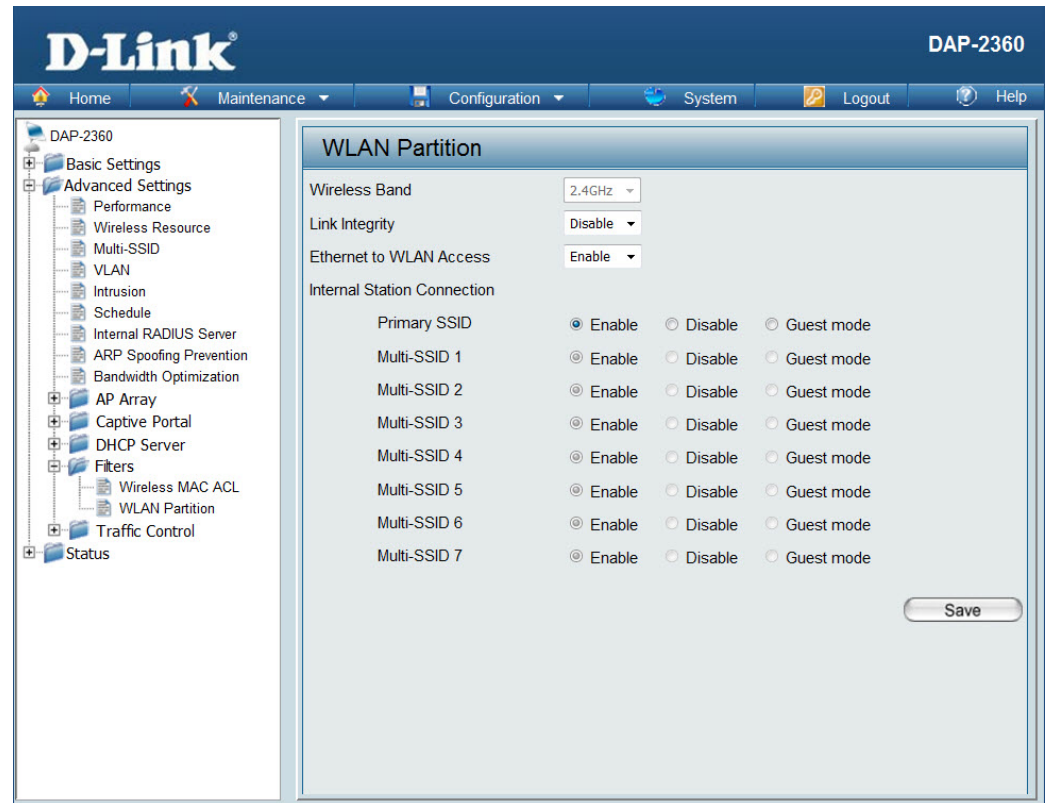 D-Link®
DAP-2360
Home Maintenance Configuration System Logout Help
DAP-2360
Basic Settings
Advanced Settings
Performance
Wireless Resource
Multi-SSID
VLAN
Intrusion
Schedule
Internal RADIUS Server
ARP Spoofing Prevention
Bandwidth Optimization
AP Array
Captive Portal
DHCP Server
Filters
Wireless MAC ACL
WLAN Partition
Traffic Control
Status
WLAN Partition
Wireless Band 2.4GHz
Link Integrity Disable
Ethernet to WLAN Access Enable
Internal Station Connection
Primary SSID Enable Disable Guest mode
Multi-SSID 1 Enable Disable Guest mode
Multi-SSID 2 Enable Disable Guest mode
Multi-SSID 3 Enable Disable Guest mode
Multi-SSID 4 Enable Disable Guest mode
Multi-SSID 5 Enable Disable Guest mode
Multi-SSID 6 Enable Disable Guest mode
Multi-SSID 7 Enable Disable Guest mode
Save